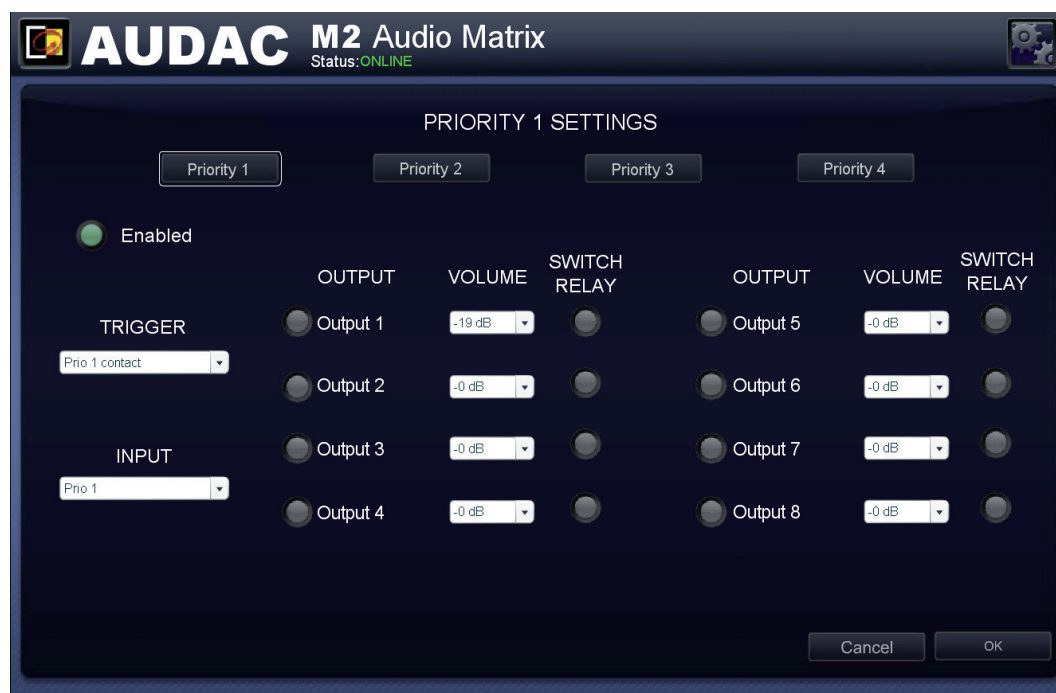 AUDAC M2 Audio Matrix
Status:ONLINE
PRIORITY 1 SETTINGS
Priority 1 Priority 2 Priority 3 Priority 4
Enabled
OUTPUT VOLUME SWITCH RELAY OUTPUT VOLUME SWITCH RELAY
TRIGGER
Prio 1 contact
INPUT
Prio 1
Output 1 -19 dB Output 5 -0 dB
Output 2 -0 dB Output 6 -0 dB
Output 3 -0 dB Output 7 -0 dB
Output 4 -0 dB Output 8 -0 dB
Cancel OK